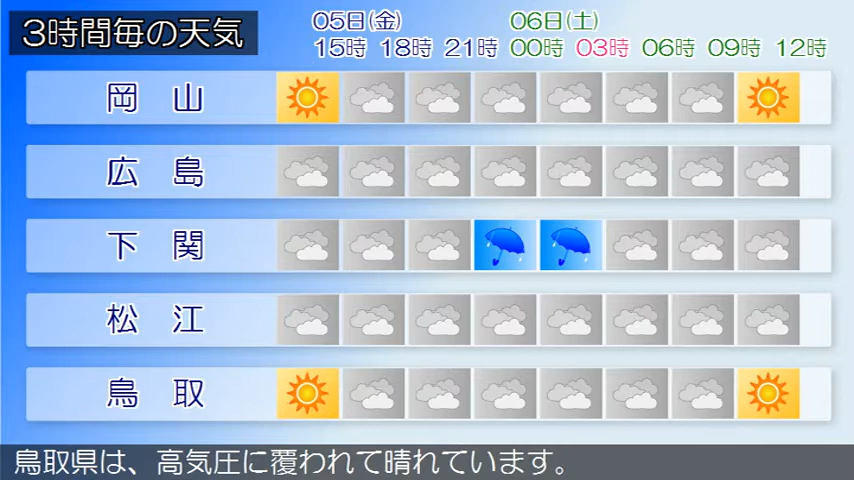 3時間毎の天気
05日(金) 06日(土)
15時 18時 21時 00時 03時 06時 09時 12時
岡 山
広 島
下 関
松 江
鳥 取
鳥取県は、高気圧に覆われて晴れています。